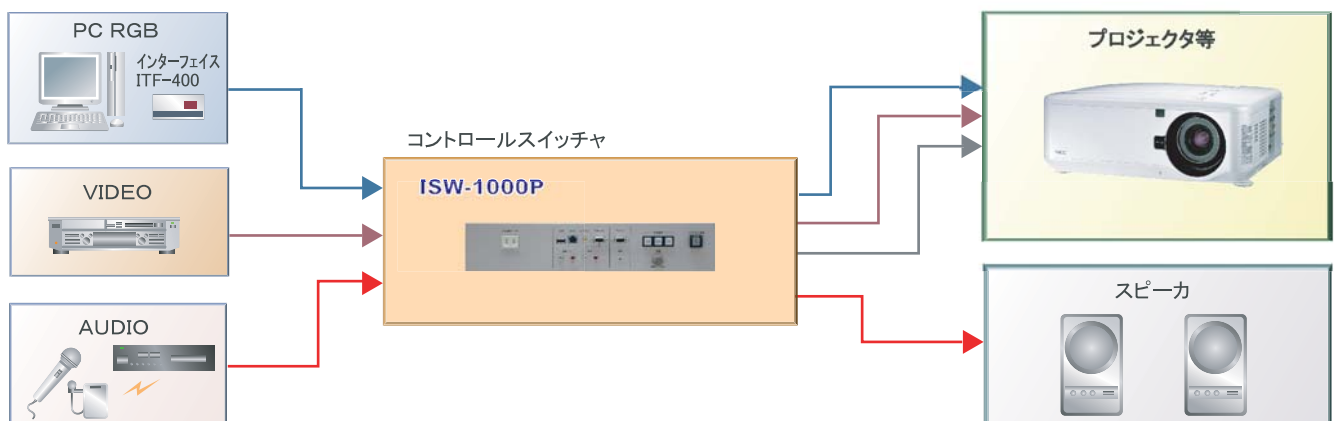 PC RGB
インターフェイス
ITF-400
VIDEO
AUDIO
コントロールスイッチャ
ISW-1000P
プロジェクタ等
NEC
スピーカ